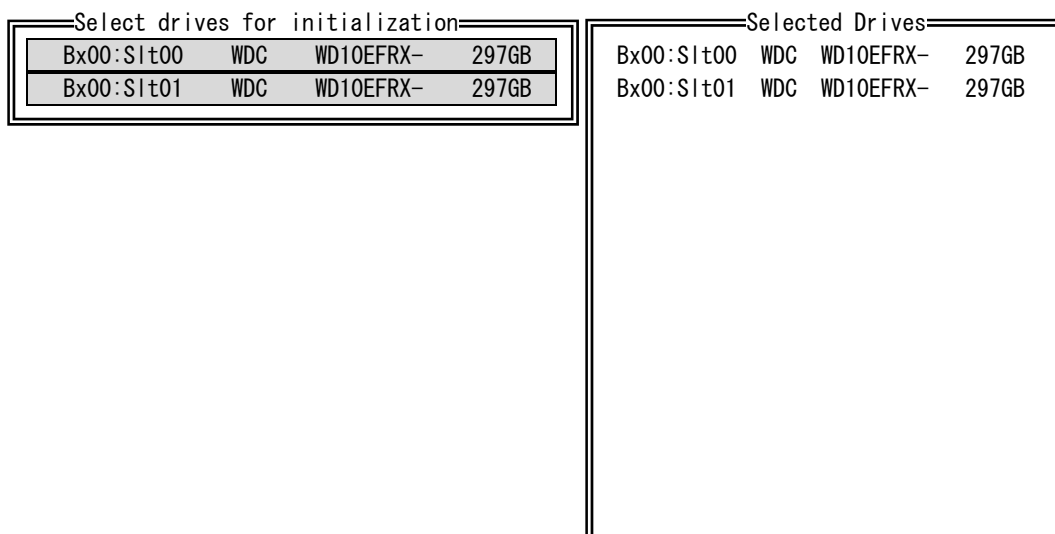 Select drives for initialization
Bx00:Slt00 WDC WD10EFRX- 297GB
Bx00:Slt01 WDC WD10EFRX- 297GB
Selected Drives
Bx00:Slt00 WDC WD10EFRX- 297GB
Bx00:Slt01 WDC WD10EFRX- 297GB